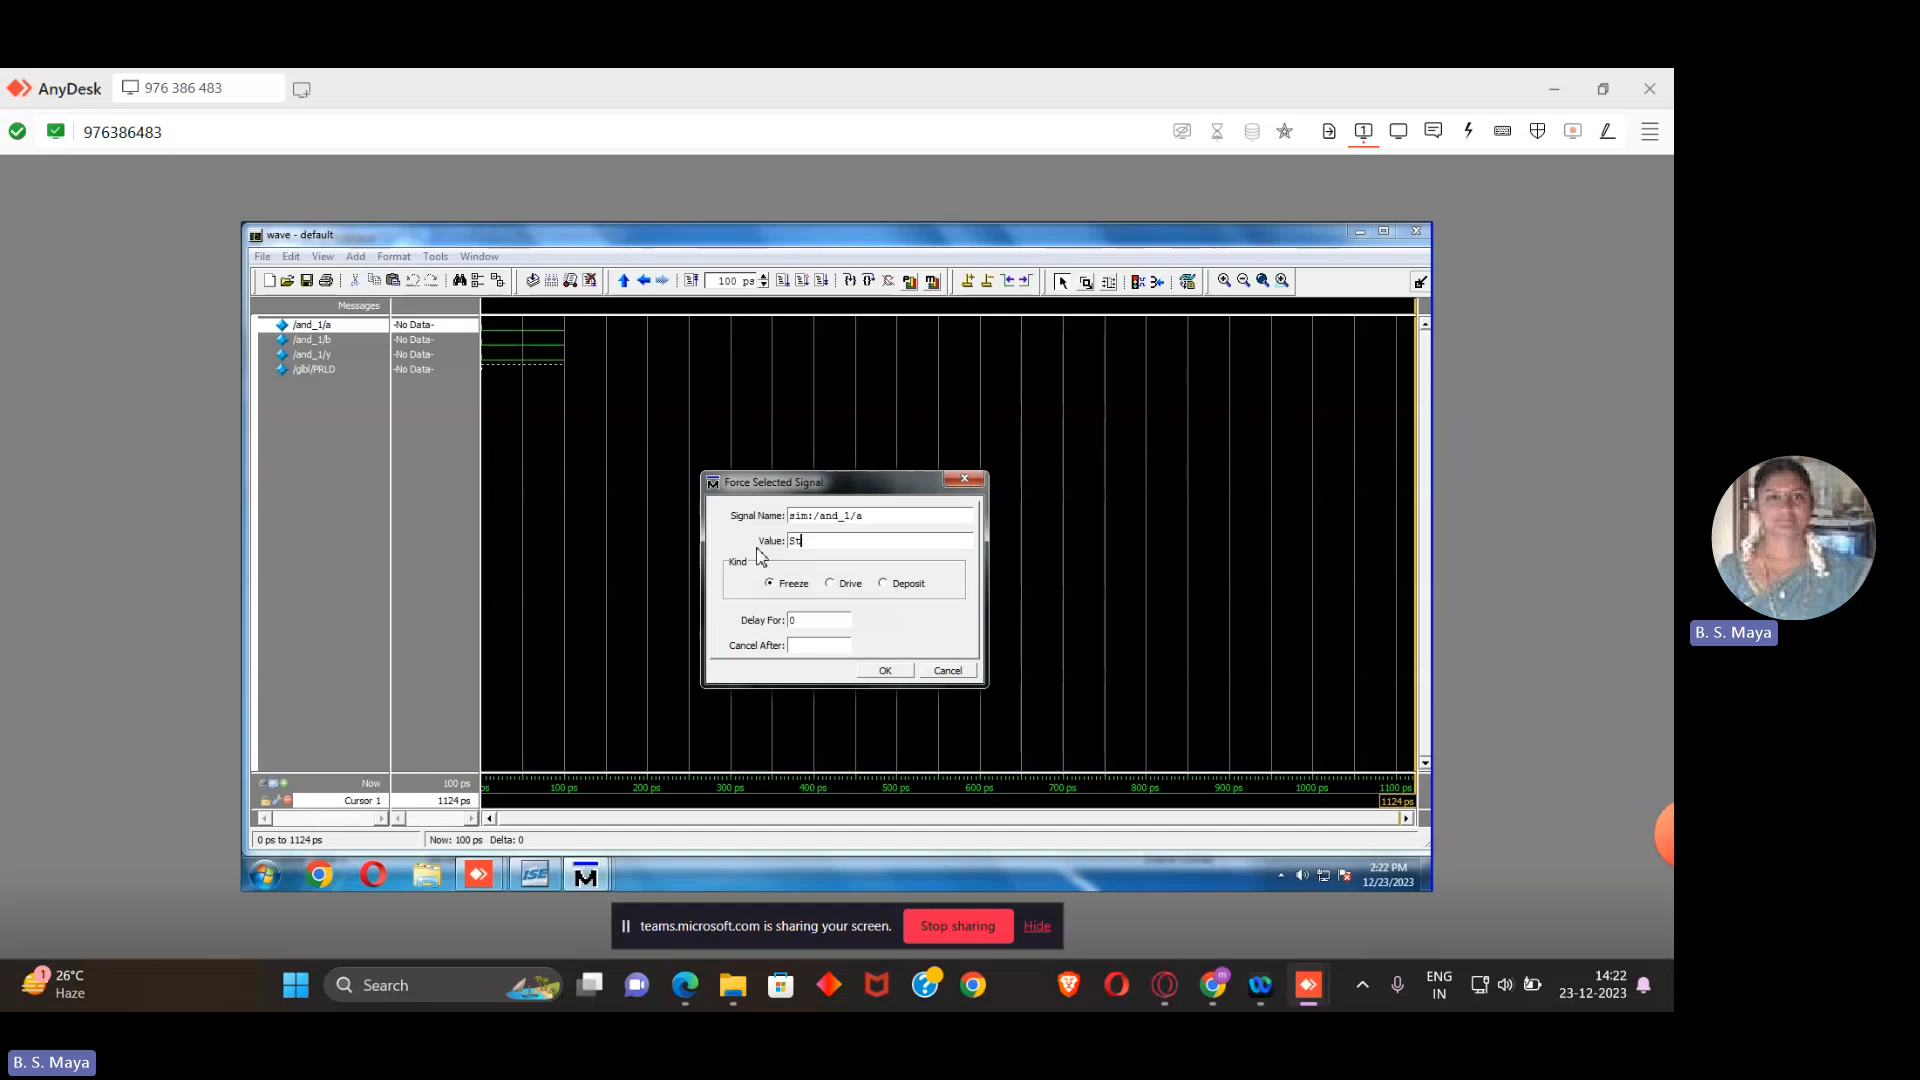 AnyDesk
976 386 483
976386483
1
wave - default
File Edit View Add Format Tools Window
100 ps
Messages
/and_1/a -No Data-
/and_1/b -No Data-
/and_1/y -No Data-
/glbl/PRLD -No Data-
Force Selected Signal
Signal Name: sim:/and_1/a
Value: St
Kind
Freeze Drive Deposit
Delay For: 0
Cancel After:
OK Cancel
Now 100 ps
100 ps 200 ps 300 ps 400 ps 500 ps 600 ps 700 ps 800 ps 900 ps 1000 ps 1100 ps
Cursor 1 1124 ps
1124 ps
0 ps to 1124 ps Now: 100 ps Delta: 0
ISE
M
2:22 PM
12/23/2023
teams.microsoft.com is sharing your screen. Stop sharing Hide
B. S. Maya
1
26°C
Haze
Search
ENG
IN
14:22
23-12-2023
B. S. Maya